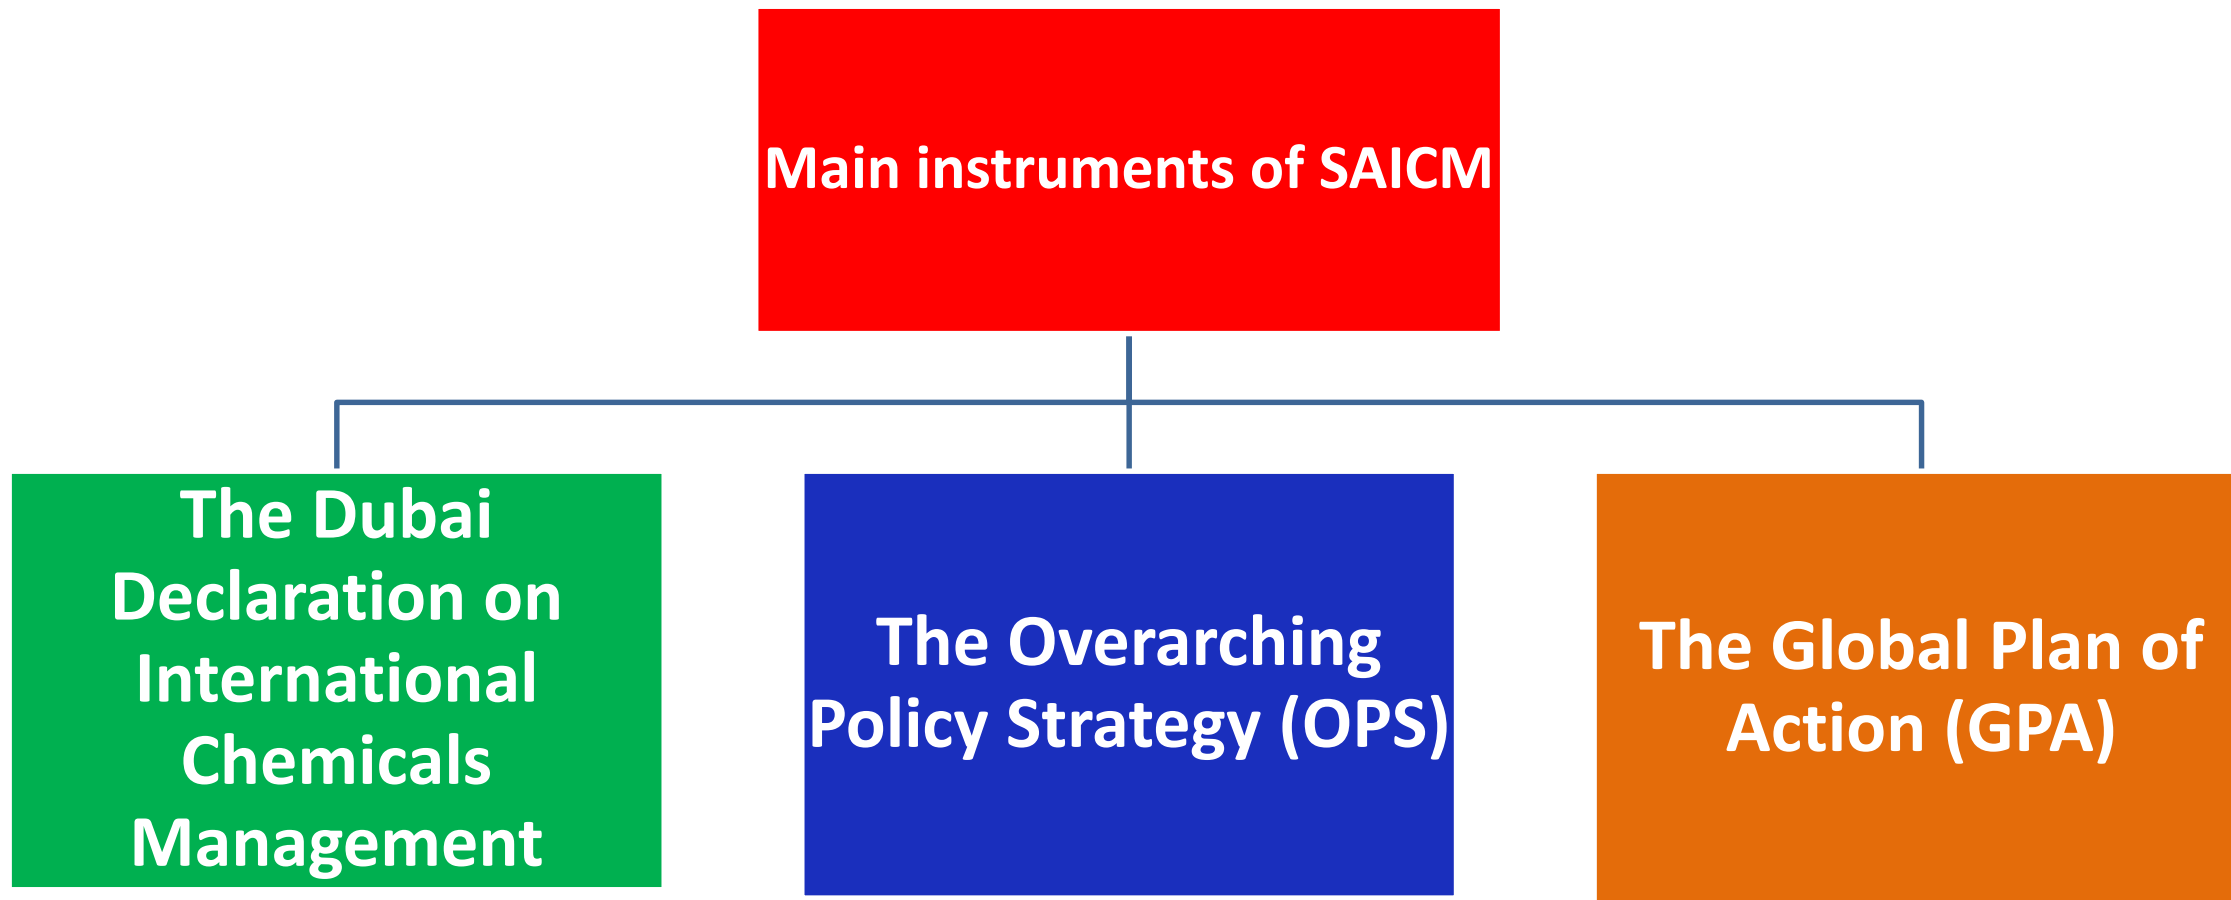 Main instruments of SAICM
The Dubai
Declaration on
International
Chemicals
Management
The Overarching
Policy Strategy (OPS)
The Global Plan of
Action (GPA)